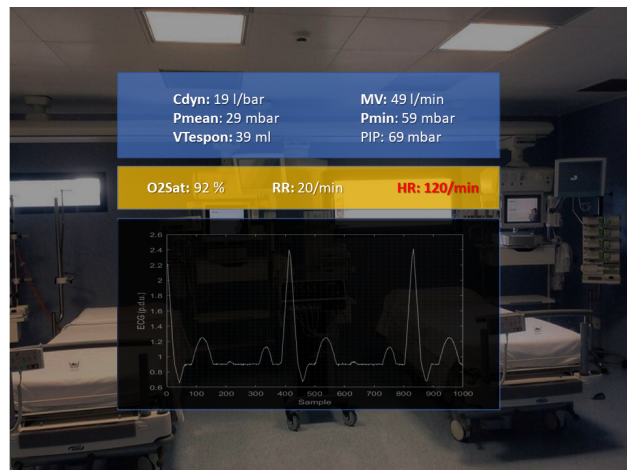 Cdyn: 19 l/bar MV: 49 l/min
Pmean: 29 mbar Pmin: 59 mbar
VTespon: 39 ml PIP: 69 mbar
O2Sat: 92 % RR: 20/min HR: 120/min
2.6
2.4
2.2
2
1.8
1.6
1.4
1.2
1
0.8
0.6
ECG (p.d.u.)
0 100 200 300 400 500 600 700 800 900 1000
Sample